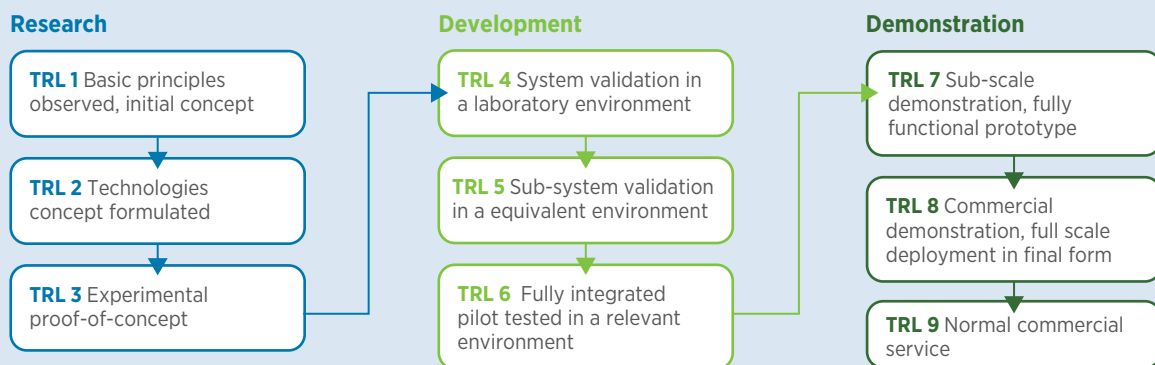 Research
TRL 1 Basic principles
observed, initial concept
TRL 2 Technologies
concept formulated
TRL 3 Experimental
proof-of-concept
Development
TRL 4 System validation in
a laboratory environment
TRL 5 Sub-system validation
in a equivalent environment
TRL 6 Fully integrated
pilot tested in a relevant
environment
Demonstration
TRL 7 Sub-scale
demonstration, fully
functional prototype
TRL 8 Commercial
demonstration, full scale
deployment in final form
TRL 9 Normal commercial
service